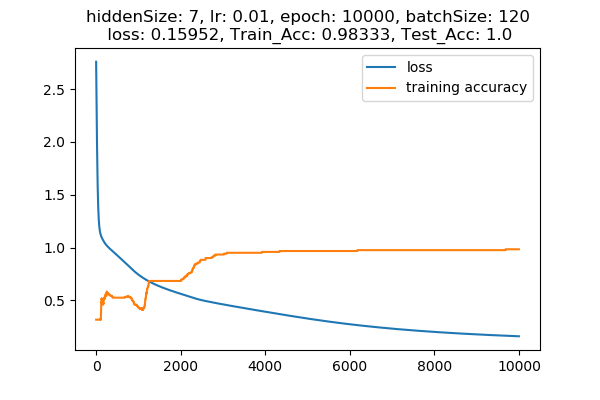 hiddenSize: 7, lr: 0.01, epoch: 10000, batchSize: 120
loss: 0.15952, Train_Acc: 0.98333, Test_Acc: 1.0
loss
training accuracy
2.5
2.0
1.5
1.0
0.5
0 2000 4000 6000 8000 10000